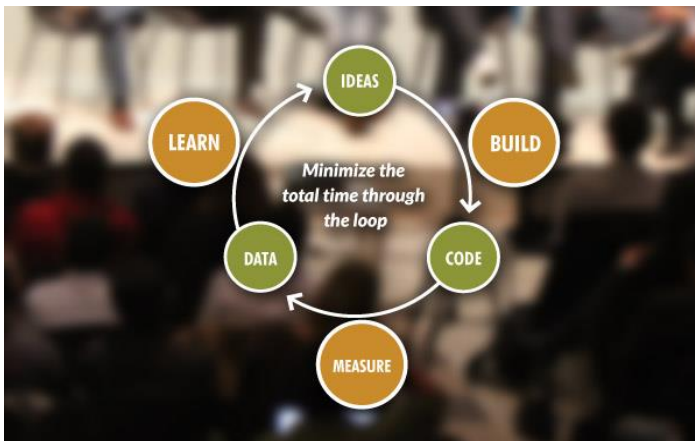 IDEAS
LEARN
BUILD
Minimize the
total time through
the loop
DATA
CODE
MEASURE